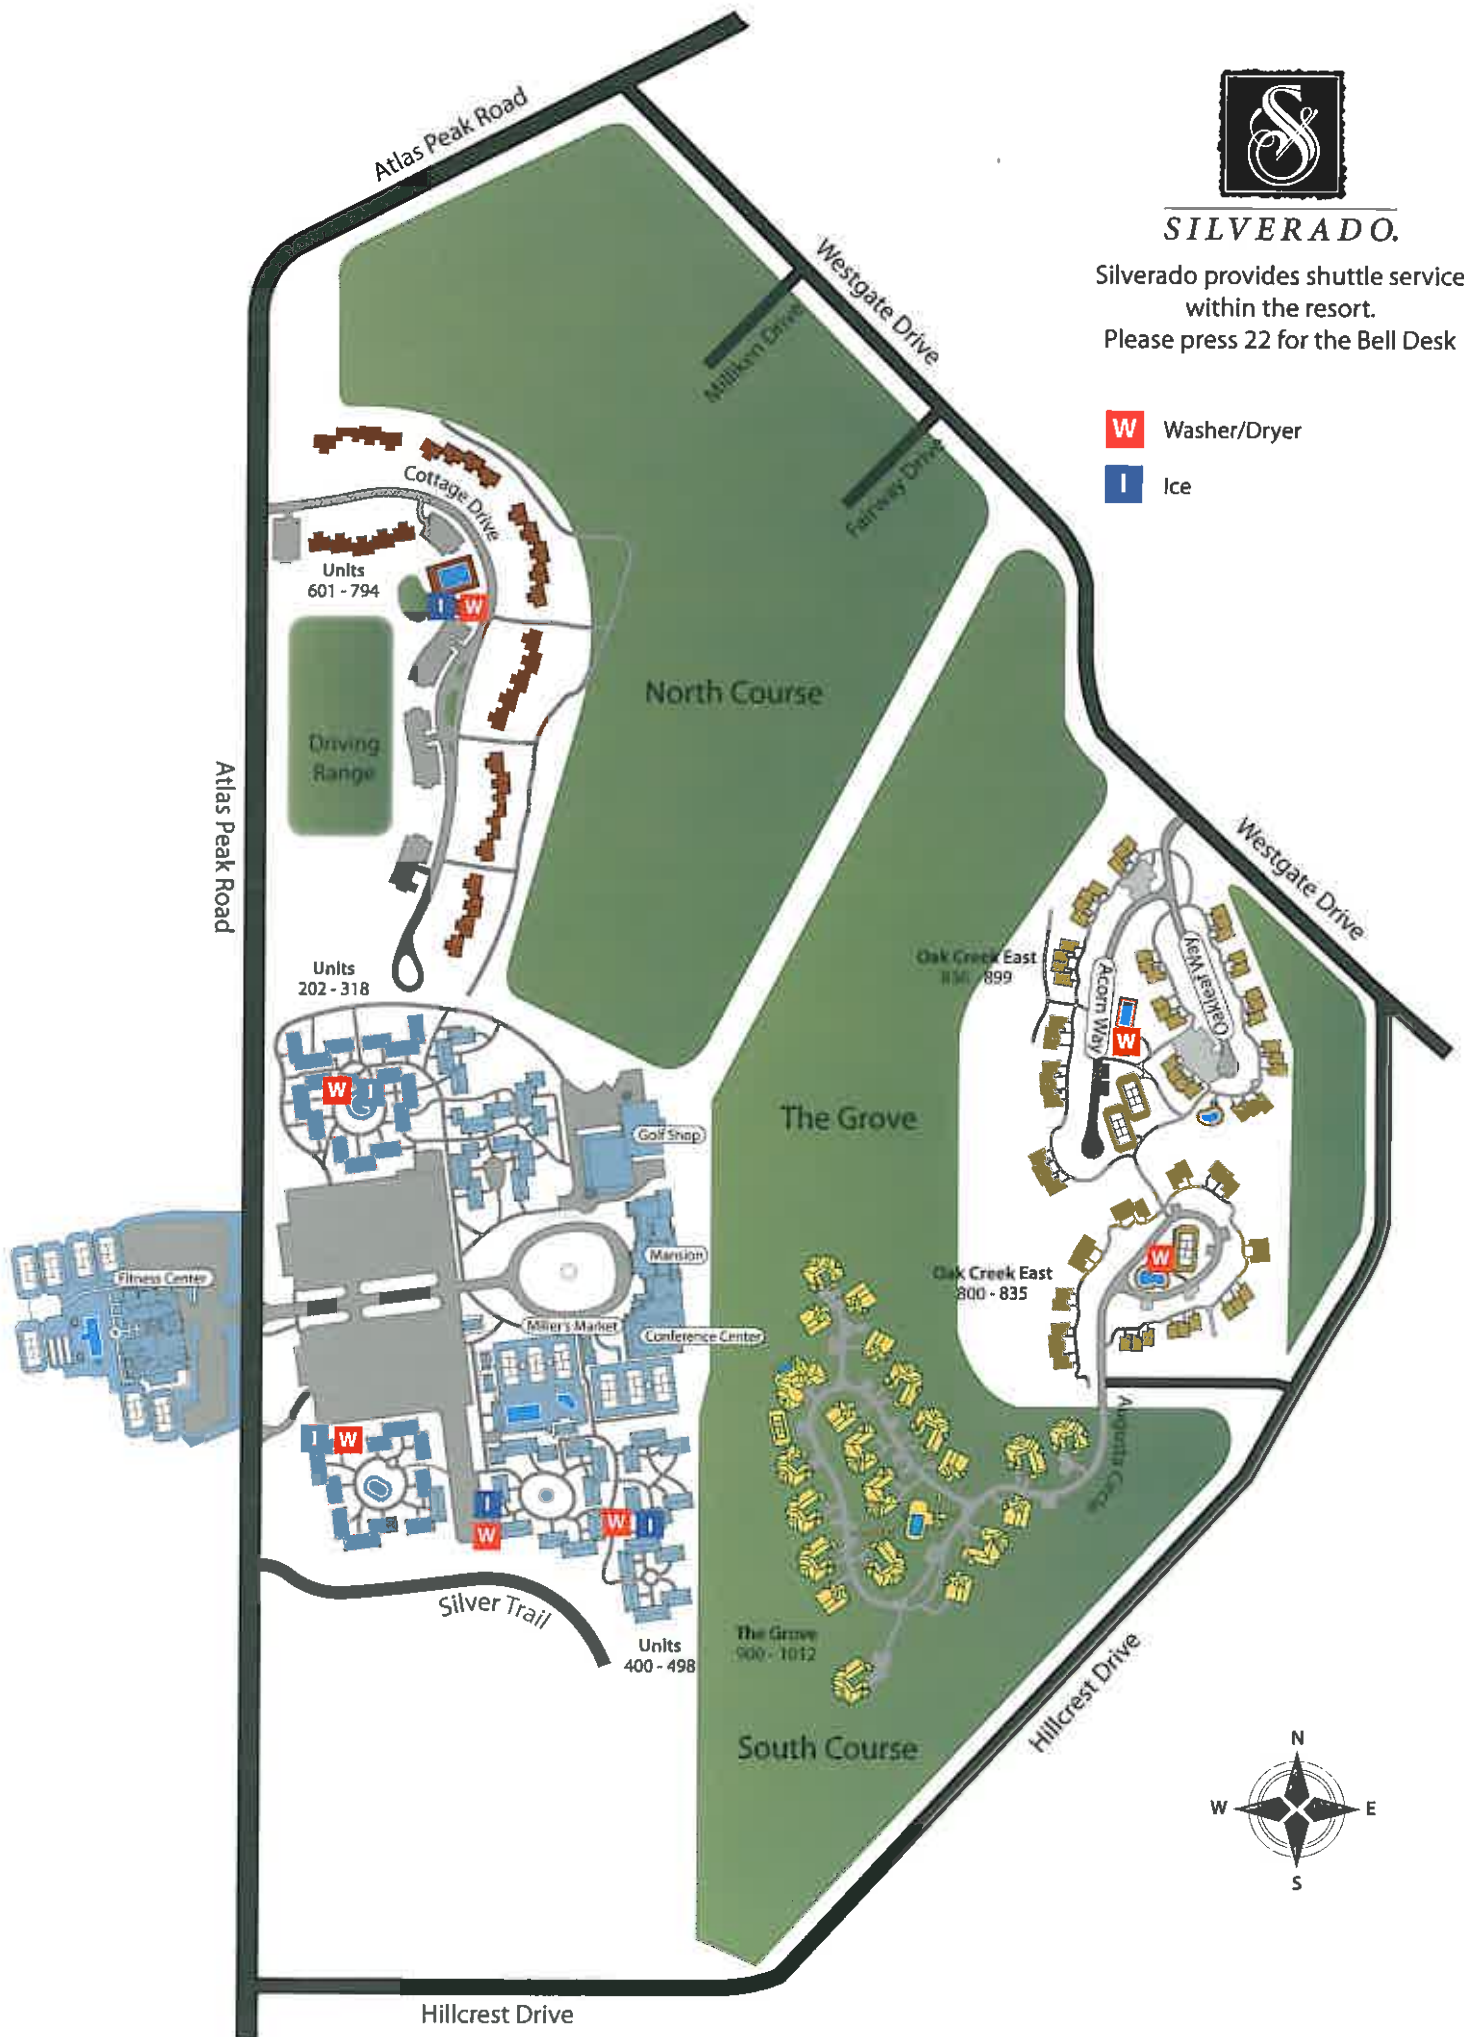 Atlas Peak Road
S
SILVERADO.
Silverado provides shuttle service
within the resort.
Please press 22 for the Bell Desk
W Washer/Dryer
I Ice
Westgate Drive
Milliken Drive
Fairway Drive
Cottage Drive
Units
601 - 794
I W
North Course
Driving
Range
Atlas Peak Road
Westgate Drive
Units
202 - 318
Oak Creek East
836 - 899
Acorn Way
Oakleaf Way
W
W I
The Grove
Golf Shop
Mansion
Fitness Center
Miller's Market
Conference Center
W
Oak Creek East
800 - 835
Augusta Circle
I W
I
W
W I
Silver Trail
Units
400 - 498
The Grove
900 - 1012
South Course
Hillcrest Drive
N
W E
S
Hillcrest Drive